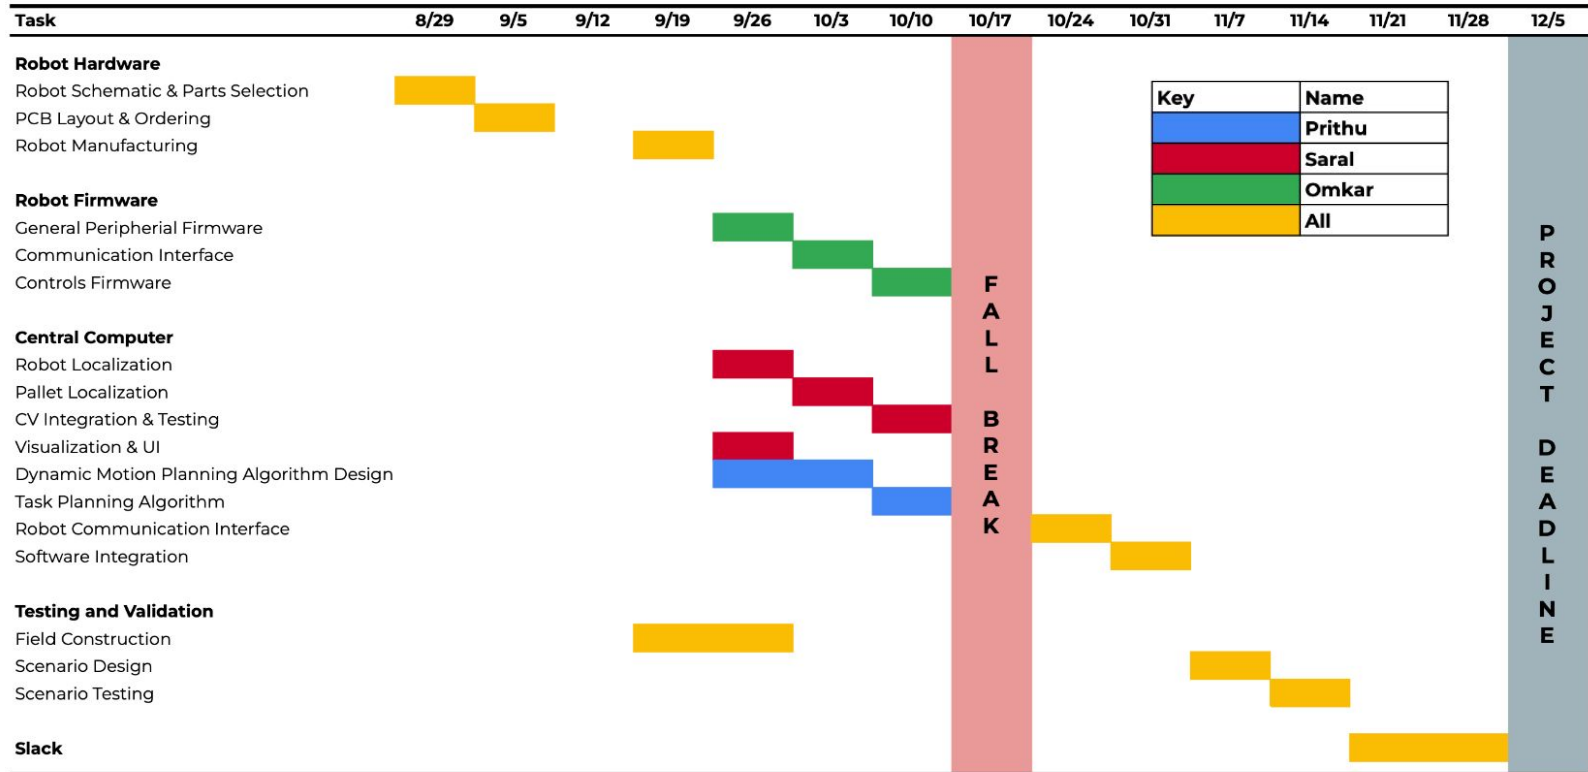 Task 8/29 9/5 9/12 9/19 9/26 10/3 10/10 10/17 10/24 10/31 11/7 11/14 11/21 11/28 12/5
Robot Hardware
Robot Schematic & Parts Selection
PCB Layout & Ordering
Robot Manufacturing
Robot Firmware
General Peripherial Firmware
Communication Interface
Controls Firmware
Central Computer
Robot Localization
Pallet Localization
CV Integration & Testing
Visualization & UI
Dynamic Motion Planning Algorithm Design
Task Planning Algorithm
Robot Communication Interface
Software Integration
Testing and Validation
Field Construction
Scenario Design
Scenario Testing
Slack
FALL BREAK
Key Name
Prithu
Saral
Omkar
All
PROJECT DEADLINE